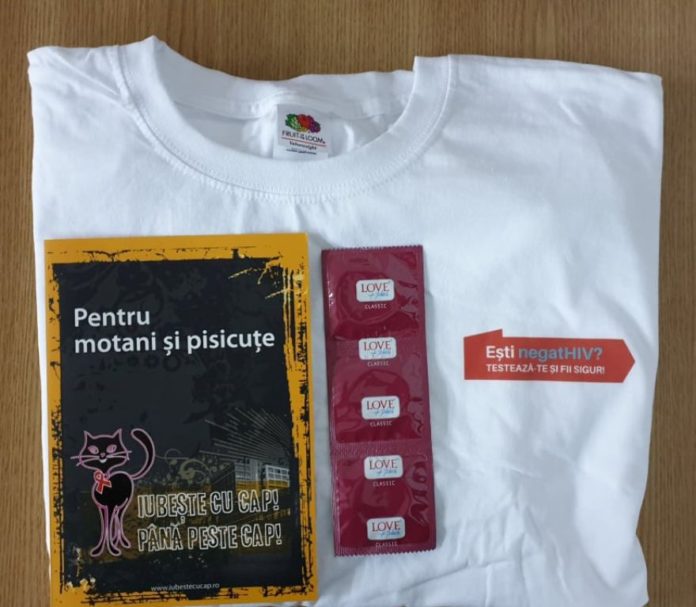 FRUIT OF THE LOOM
Pentru
motani și pisicuțe
IUBEȘTE CU CAP!
PÂNĂ PESTE CAP!
www.iubestecucap.ro
LOVE
CLASSIC
LOVE
CLASSIC
LOVE
CLASSIC
LOVE
CLASSIC
LOVE
CLASSIC
Ești negatHIV?
TESTEAZĂ-TE ȘI FII SIGUR!